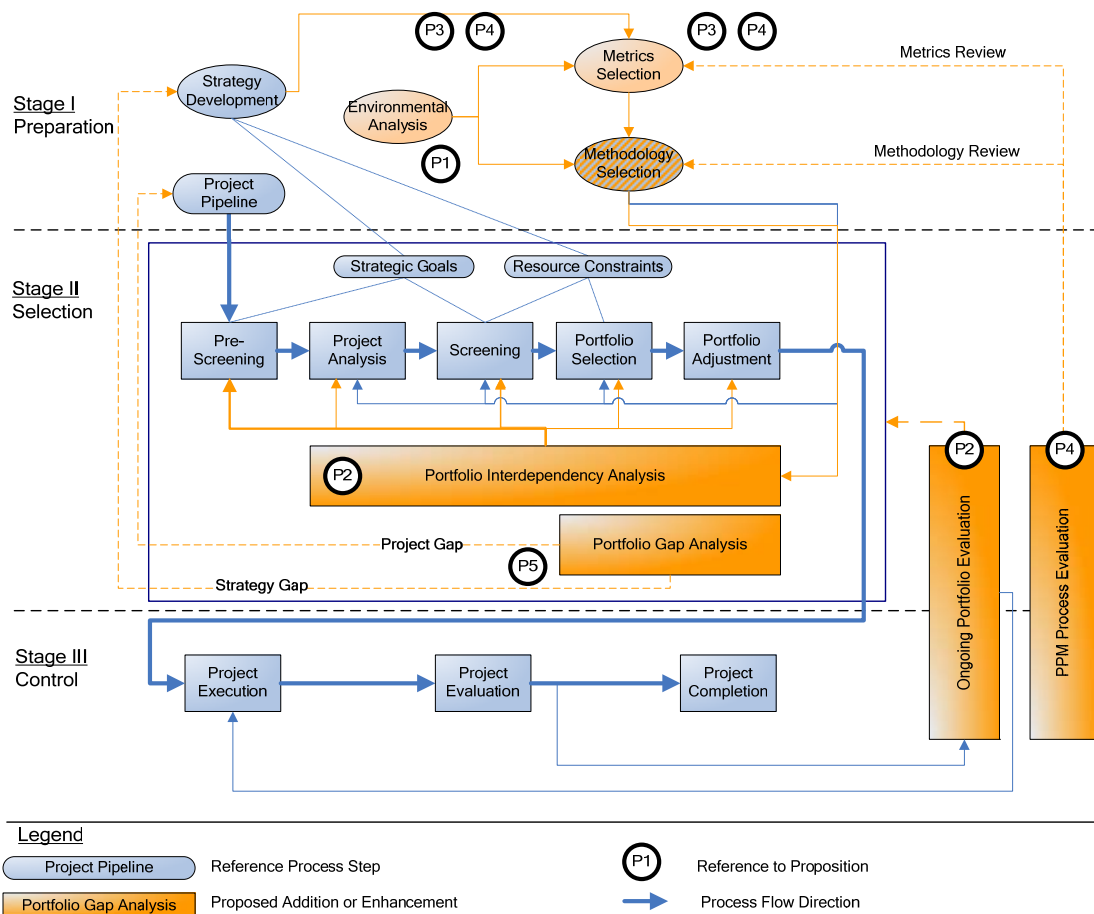 P3
P4
P3
P4
Metrics Review
Metrics
Selection
Strategy
Development
Stage I
Preparation
Environmental
Analysis
P1
Methodology
Selection
Methodology Review
Project
Pipeline
Strategic Goals
Resource Constraints
Stage II
Selection
Pre-
Screening
Project
Analysis
Screening
Portfolio
Selection
Portfolio
Adjustment
P2
Portfolio Interdependency Analysis
P2
P4
Project Gap
Portfolio Gap Analysis
P5
Strategy Gap
Ongoing Portfolio Evaluation
PPM Process Evaluation
Stage III
Control
Project
Execution
Project
Evaluation
Project
Completion
Legend
Project Pipeline
Reference Process Step
P1
Reference to Proposition
Portfolio Gap Analysis
Proposed Addition or Enhancement
Process Flow Direction